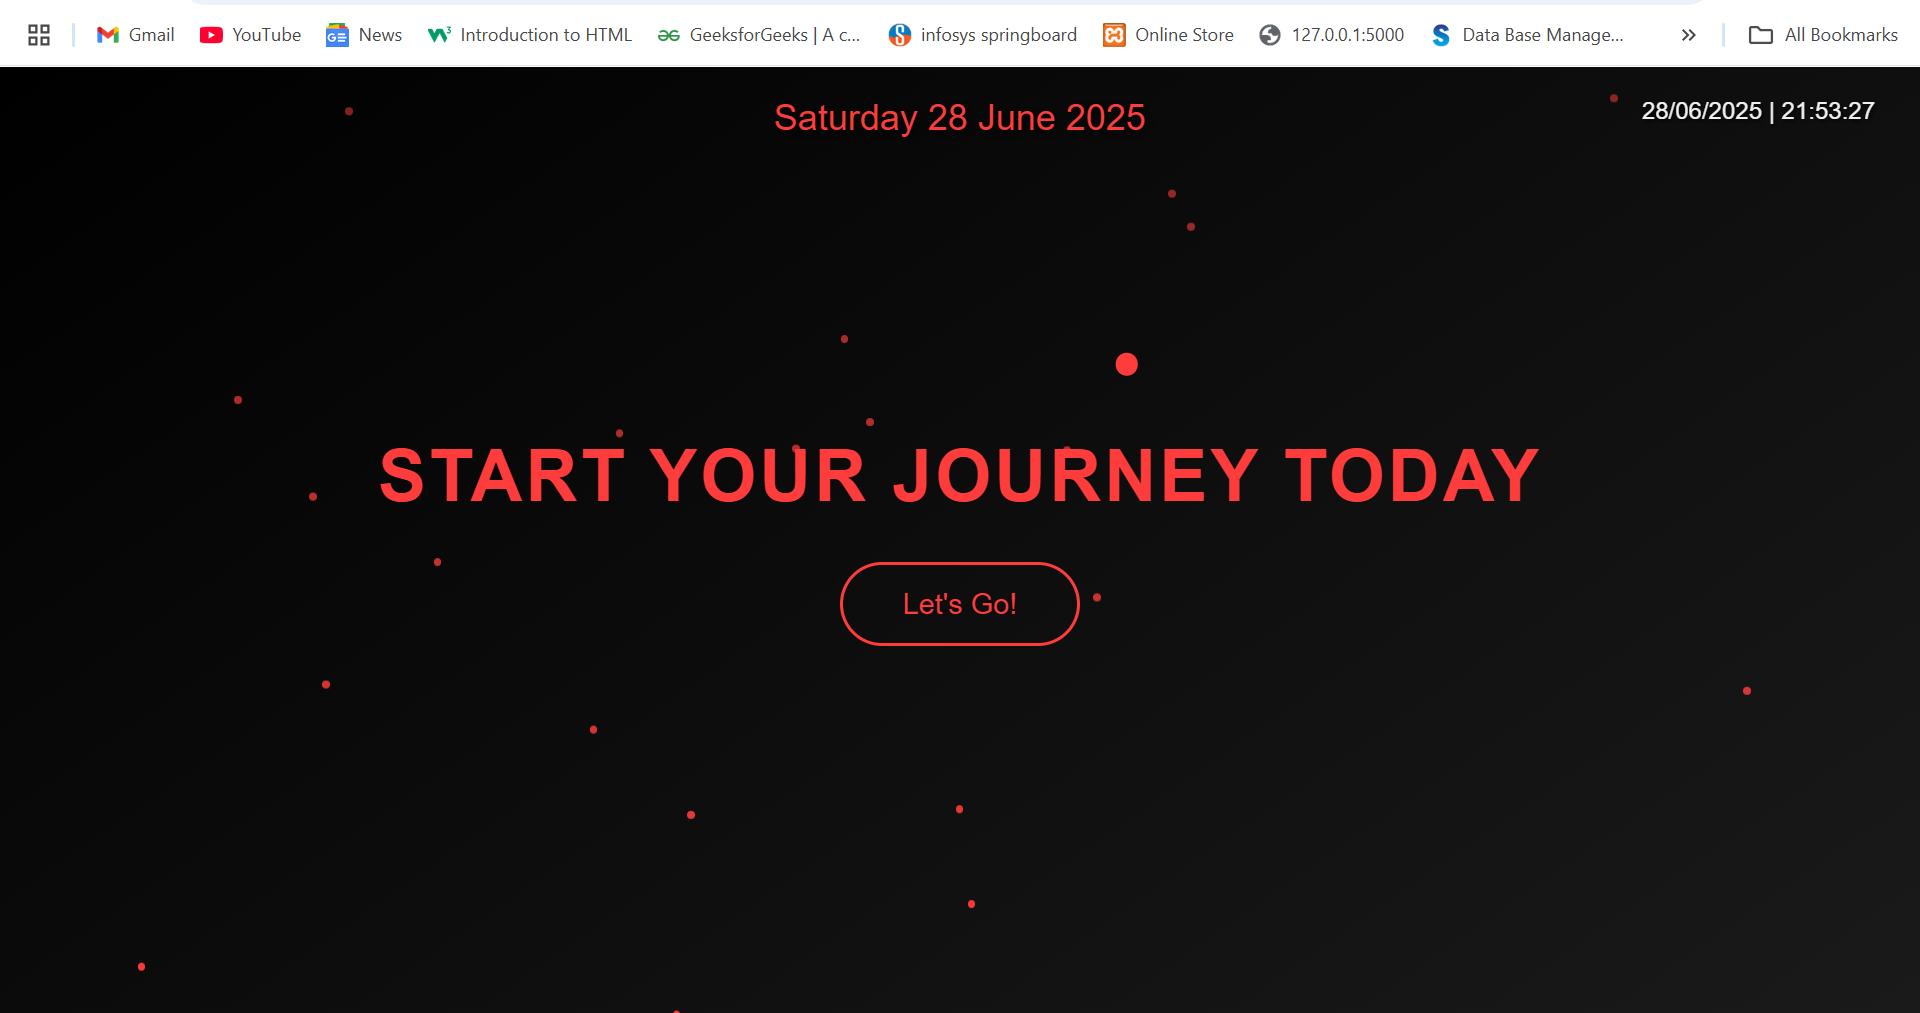 Gmail YouTube News Introduction to HTML GeeksforGeeks | A c... infosys springboard Online Store 127.0.0.1:5000 Data Base Manage... » All Bookmarks
Saturday 28 June 2025
28/06/2025 | 21:53:27
START YOUR JOURNEY TODAY
Let's Go!